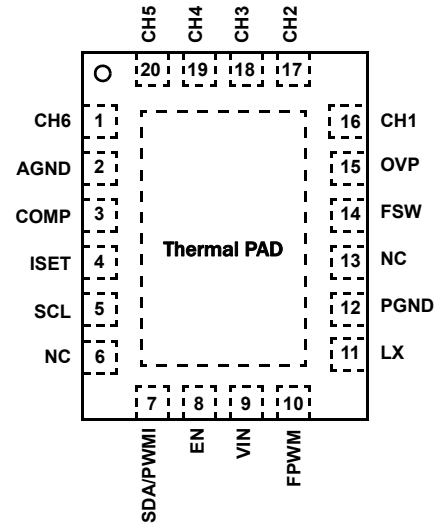 CH5 CH4 CH3 CH2
20 19 18 17
CH6 1 16 CH1
AGND 2 15 OVP
COMP 3 14 FSW
ISET 4 Thermal PAD 13 NC
SCL 5 12 PGND
NC 6 11 LX
7 8 9 10
SDA/PWMI EN VIN FPWM